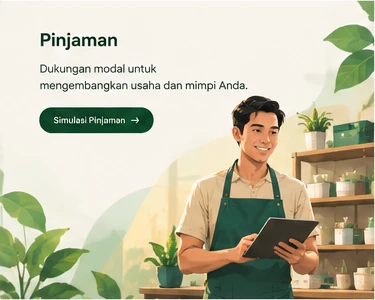 Pinjaman
Dukungan modal untuk
mengembangkan usaha dan mimpi Anda.
Simulasi PInjaman →